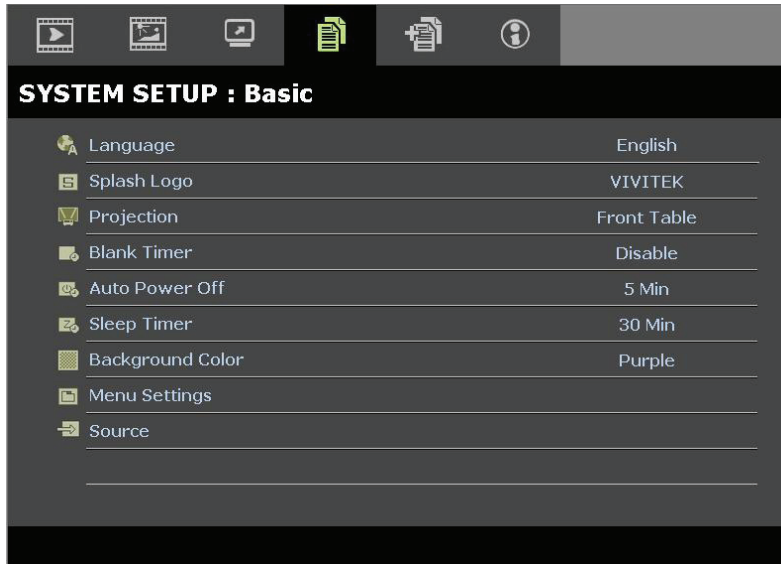 SYSTEM SETUP : Basic
Language English
Splash Logo VIVITEK
Projection Front Table
Blank Timer Disable
Auto Power Off 5 Min
Sleep Timer 30 Min
Background Color Purple
Menu Settings
Source